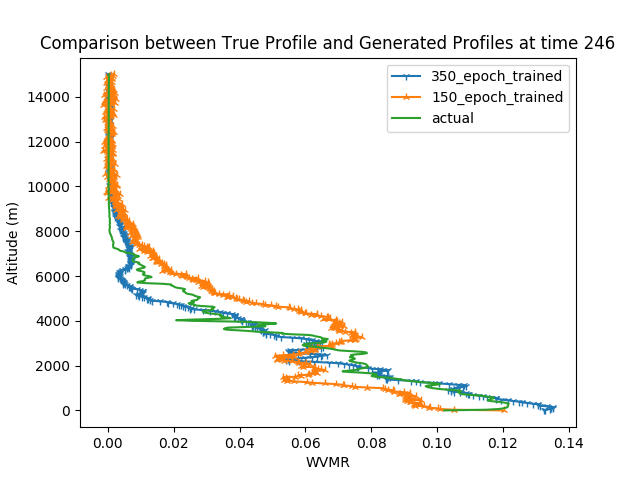 Comparison between True Profile and Generated Profiles at time 246
350_epoch_trained
150_epoch_trained
actual
14000
12000
10000
8000
6000
4000
2000
0
Altitude (m)
0.00 0.02 0.04 0.06 0.08 0.10 0.12 0.14
WVMR